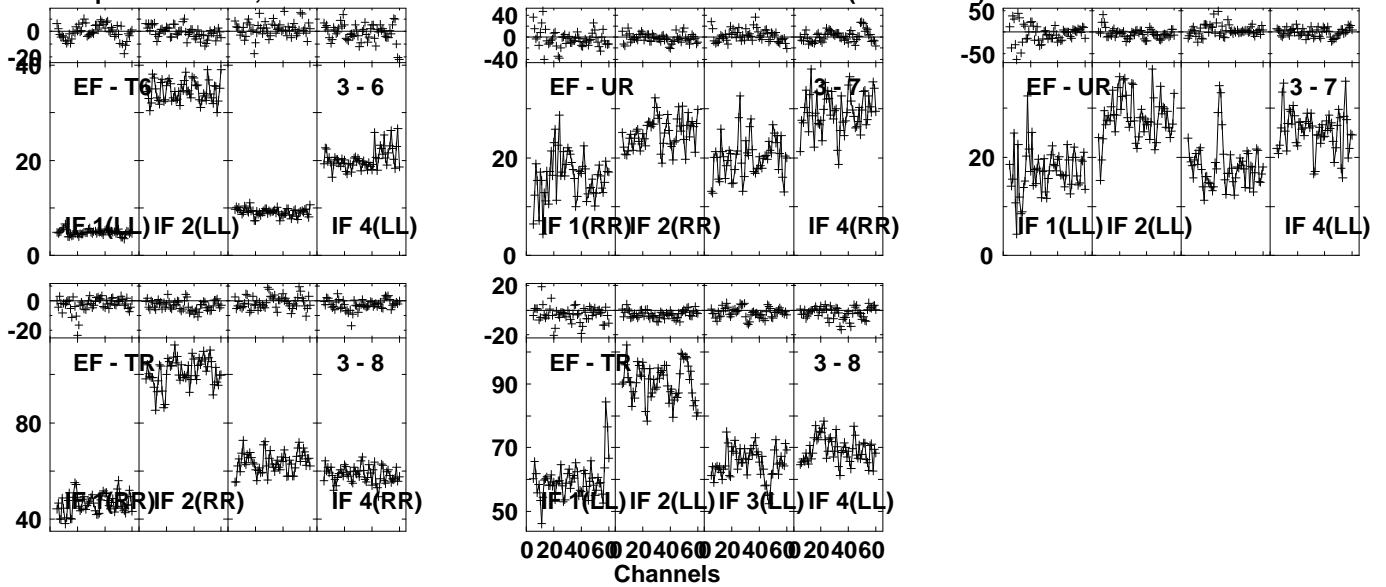 0
-20
40
EF - T6
3 - 6
20
IF 1(LL) IF 2(LL) IF 4(LL)
0
40
0
-40
EF - UR
3 - 7
20
IF 1(RR) IF 2(RR) IF 4(RR)
0
50
0
-50
EF - UR
3 - 7
20
IF 1(LL) IF 2(LL) IF 4(LL)
0
0
-20
EF - TR
3 - 8
80
60
IF 1(RR) IF 2(RR) IF 4(RR)
40
20
0
-20
EF - TR
3 - 8
90
70
IF 1(LL) IF 2(LL) IF 3(LL) IF 4(LL)
50
0 20 40 60 0 20 40 60 0 20 40 60 0 20 40 60
Channels